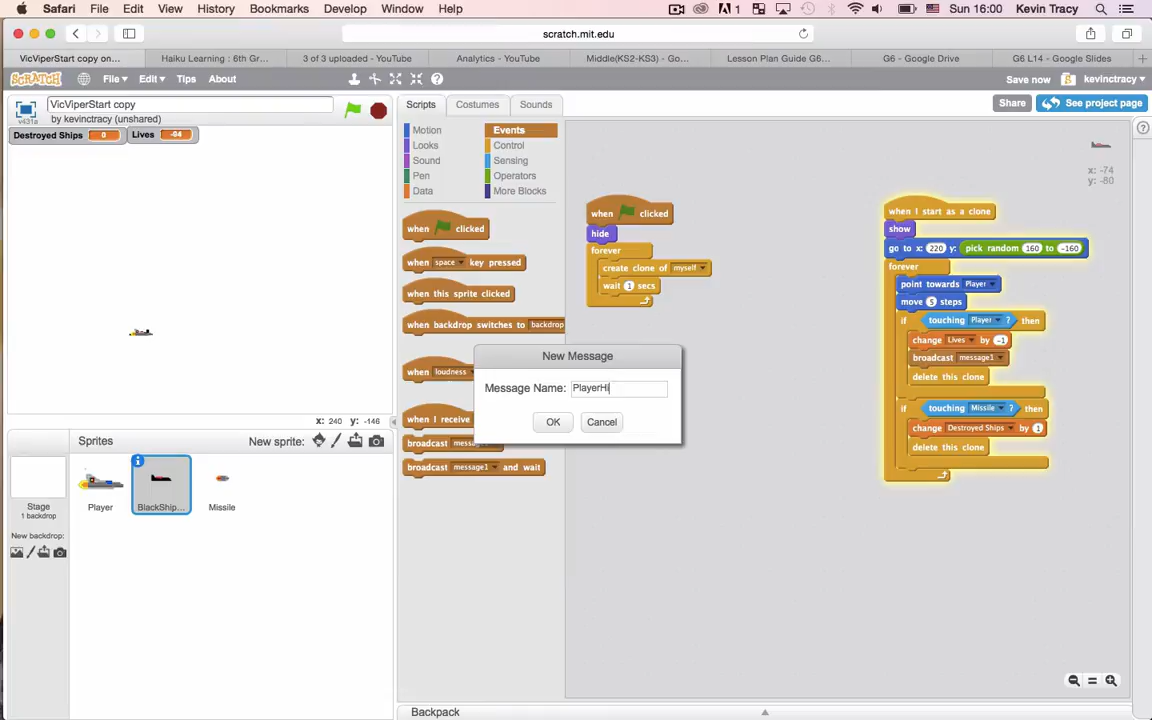 Safari File Edit View History Bookmarks Develop Window Help 1 Sun 16:00 Kevin Tracy
scratch.mit.edu
VicViperStart copy on... Haiku Learning : 6th Gr... 3 of 3 uploaded - YouTube Analytics - YouTube Middle(KS2-KS3) - Go... Lesson Plan Guide G6... G6 - Google Drive G6 L14 - Google Slides
SCRATCH File Edit Tips About Save now kevinctracy
VicViperStart copy
by kevinctracy (unshared)
v431a
Share See project page
Scripts Costumes Sounds
Destroyed Ships 0 Lives -94
Motion Events
Looks Control
Sound Sensing
Pen Operators
Data More Blocks
x: -74
y: -80
when clicked
when space key pressed
when this sprite clicked
when backdrop switches to backdrop
when loudness
when I receive
broadcast mess
broadcast message1 and wait
when clicked
hide
forever
create clone of myself
wait 1 secs
when I start as a clone
show
go to x: 220 y: pick random 160 to -160
forever
point towards Player
move 5 steps
if touching Player ? then
change Lives by -1
broadcast message1
delete this clone
if touching Missile ? then
change Destroyed Ships by 1
delete this clone
New Message
Message Name: PlayerHi
OK Cancel
x: 240 y: -146
Sprites New sprite:
Stage
1 backdrop
New backdrop:
Player BlackShip... Missile
Backpack